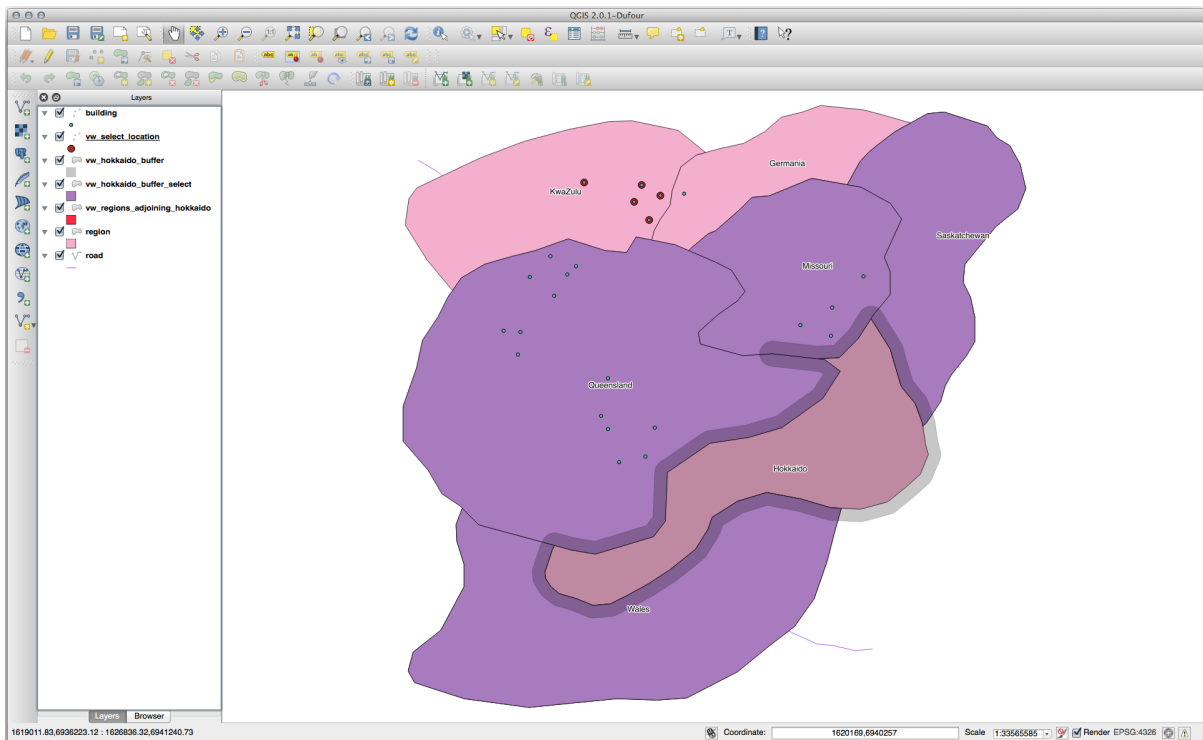 QGIS 2.0.1-Dufour
Layers
building
vw_select_location
vw_hokkaido_buffer
vw_hokkaido_buffer_select
vw_regions_adjoining_hokkaido
region
road
KwaZulu
Germania
Saskatchewan
Missouri
Queensland
Hokkaido
Wales
Layers Browser
1619011.83,6936223.12 : 1626836.32,6941240.73 Coordinate: 1620169,6940257 Scale 1:33565585 Render EPSG:4326